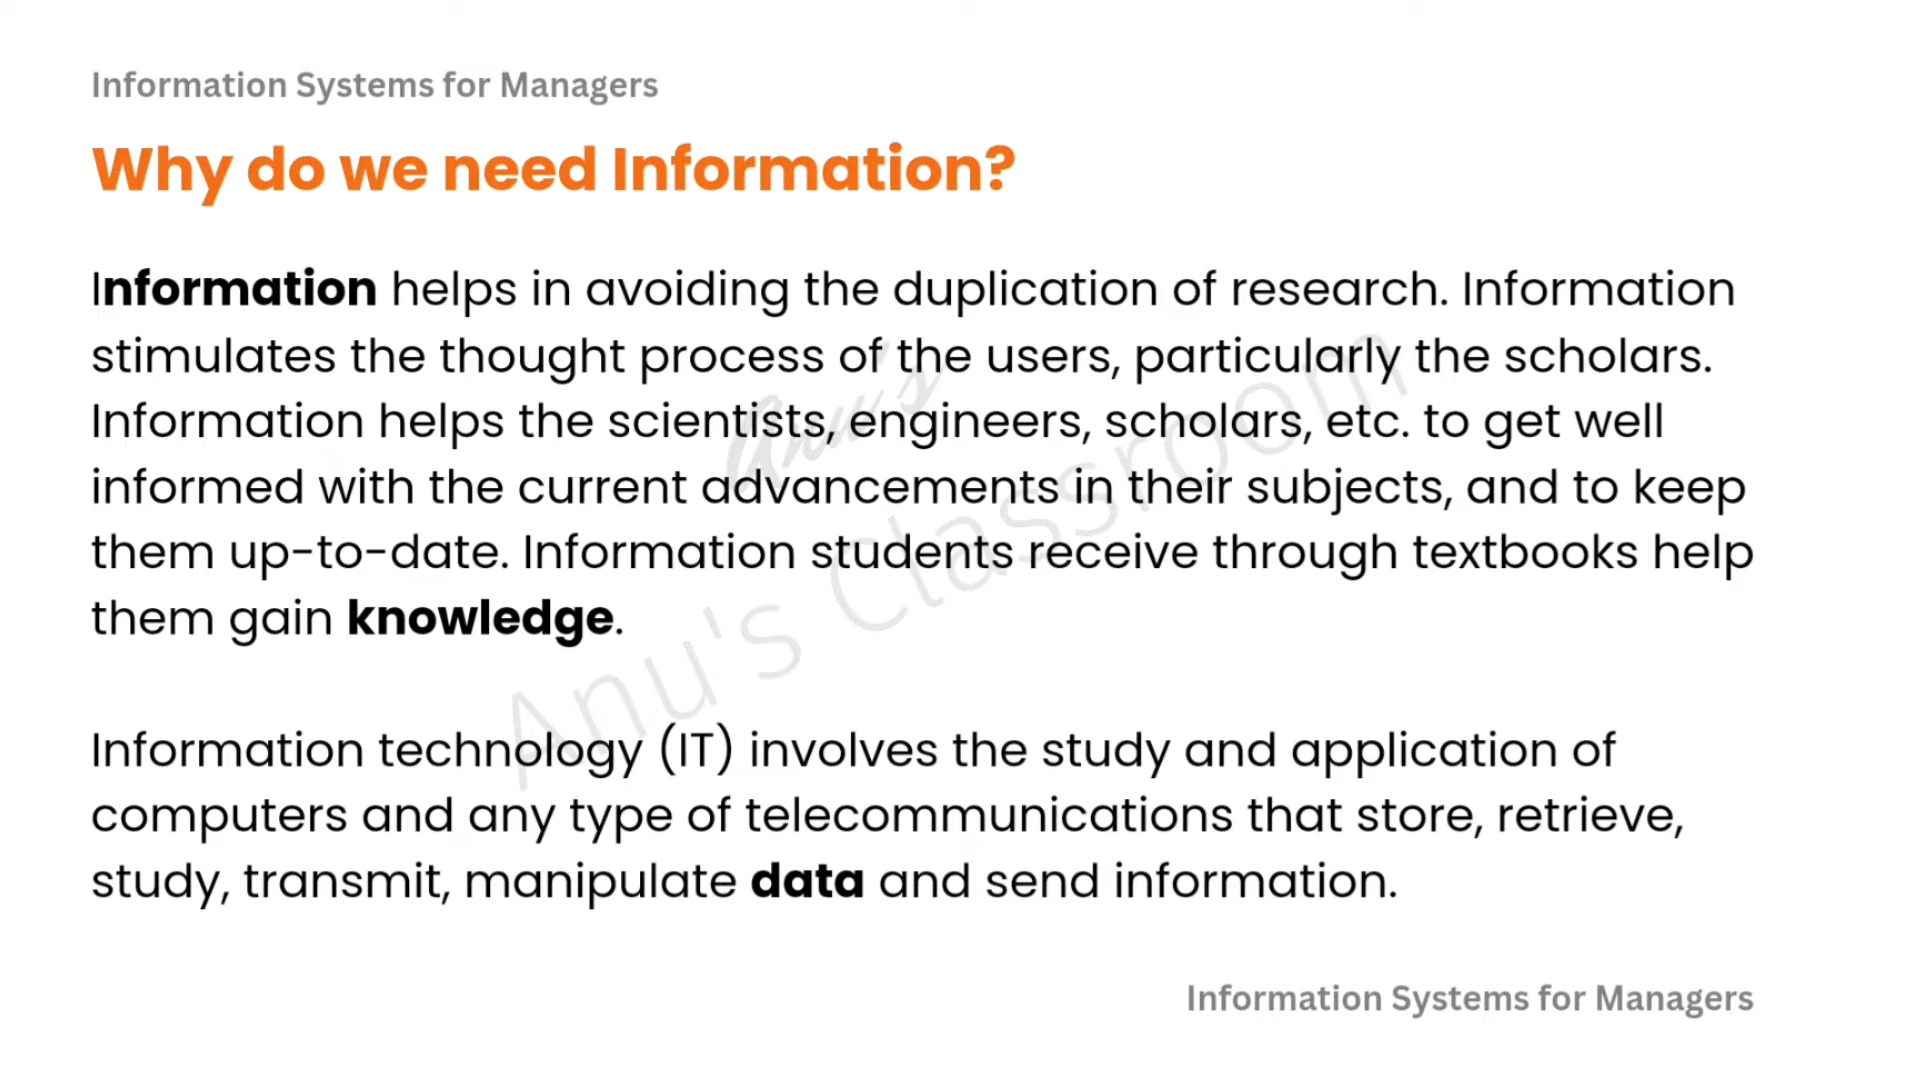 Information Systems for Managers
Why do we need Information?
Information helps in avoiding the duplication of research. Information
stimulates the thought process of the users, particularly the scholars.
Information helps the scientists, engineers, scholars, etc. to get well
informed with the current advancements in their subjects, and to keep
them up-to-date. Information students receive through textbooks help
them gain knowledge.
Anu's
Anu's Classroom
Information technology (IT) involves the study and application of
computers and any type of telecommunications that store, retrieve,
study, transmit, manipulate data and send information.
Information Systems for Managers